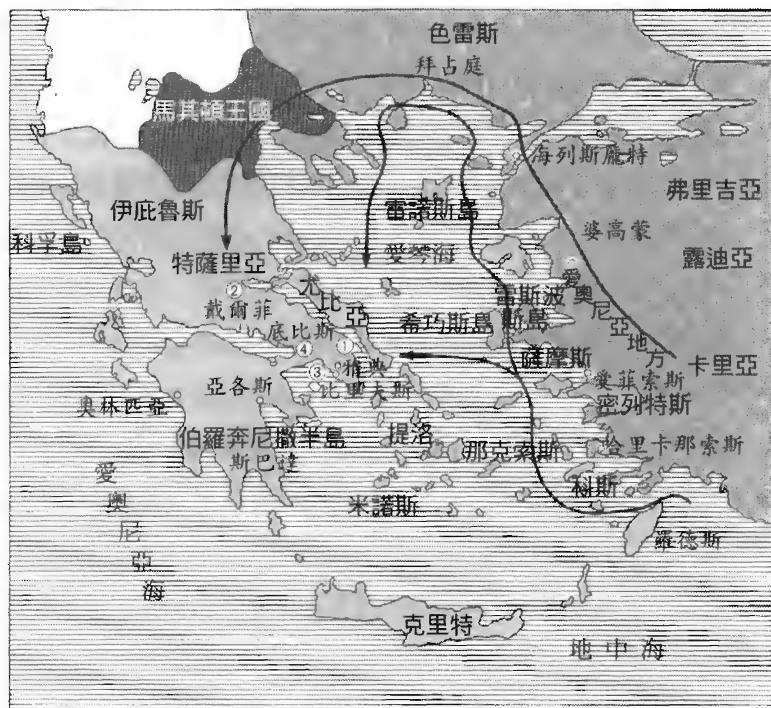 色雷斯
拜占庭
馬其頓王國
海列斯龐特
伊庇魯斯
雷諾斯島
弗里吉亞
科孚島
愛琴海
婆高蒙
露迪亞
特薩里亞
②
尤比亞
戴爾菲
雷斯波斯島
愛奧尼亞地方
希巧斯島
底比斯
④
①
雅典
薩摩斯
卡里亞
③
比里夫斯
亞各斯
愛菲索斯
奧林匹亞
密列特斯
伯羅奔尼撒半島
提洛
那克索斯
哈里卡那索斯
斯巴達
愛奧尼亞海
米諾斯
科斯
羅德斯
克里特
地中海